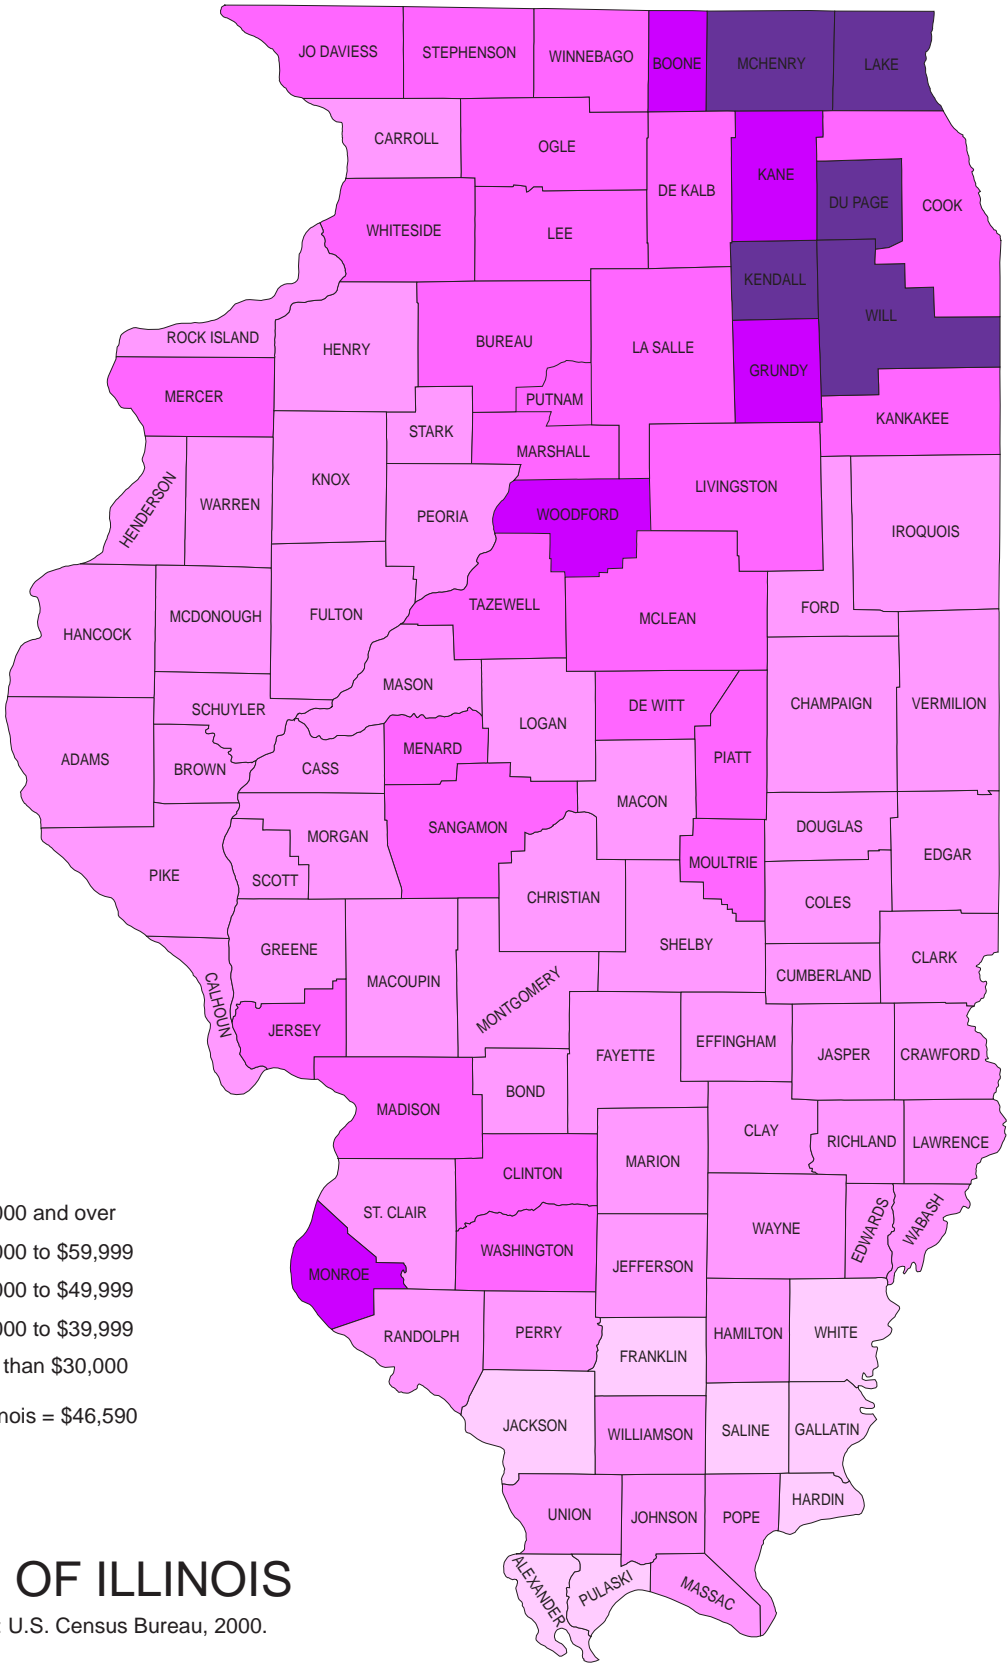 JO DAVIESS
STEPHENSON
WINNEBAGO
BOONE
MCHENRY
LAKE
CARROLL
OGLE
DE KALB
KANE
DU PAGE
COOK
WHITESIDE
LEE
KENDALL
WILL
ROCK ISLAND
HENRY
BUREAU
LA SALLE
GRUNDY
MERCER
PUTNAM
KANKAKEE
STARK
MARSHALL
HENDERSON
WARREN
KNOX
PEORIA
WOODFORD
LIVINGSTON
IROQUOIS
HANCOCK
MCDONOUGH
FULTON
TAZEWELL
MCLEAN
FORD
SCHUYLER
MASON
LOGAN
DE WITT
CHAMPAIGN
VERMILION
ADAMS
BROWN
CASS
MENARD
PIATT
MACON
PIKE
SCOTT
MORGAN
SANGAMON
CHRISTIAN
MOULTRIE
DOUGLAS
EDGAR
COLES
GREENE
MACOUPIN
MONTGOMERY
SHELBY
CUMBERLAND
CLARK
CALHOUN
JERSEY
FAYETTE
EFFINGHAM
JASPER
CRAWFORD
MADISON
BOND
CLAY
RICHLAND
LAWRENCE
CLINTON
MARION
ST. CLAIR
WAYNE
EDWARDS
WABASH
MONROE
WASHINGTON
JEFFERSON
RANDOLPH
PERRY
FRANKLIN
HAMILTON
WHITE
JACKSON
WILLIAMSON
SALINE
GALLATIN
UNION
JOHNSON
POPE
HARDIN
ALEXANDER
PULASKI
MASSAC
000 and over
000 to $59,999
000 to $49,999
000 to $39,999
than $30,000
nois = $46,590
OF ILLINOIS
: U.S. Census Bureau, 2000.